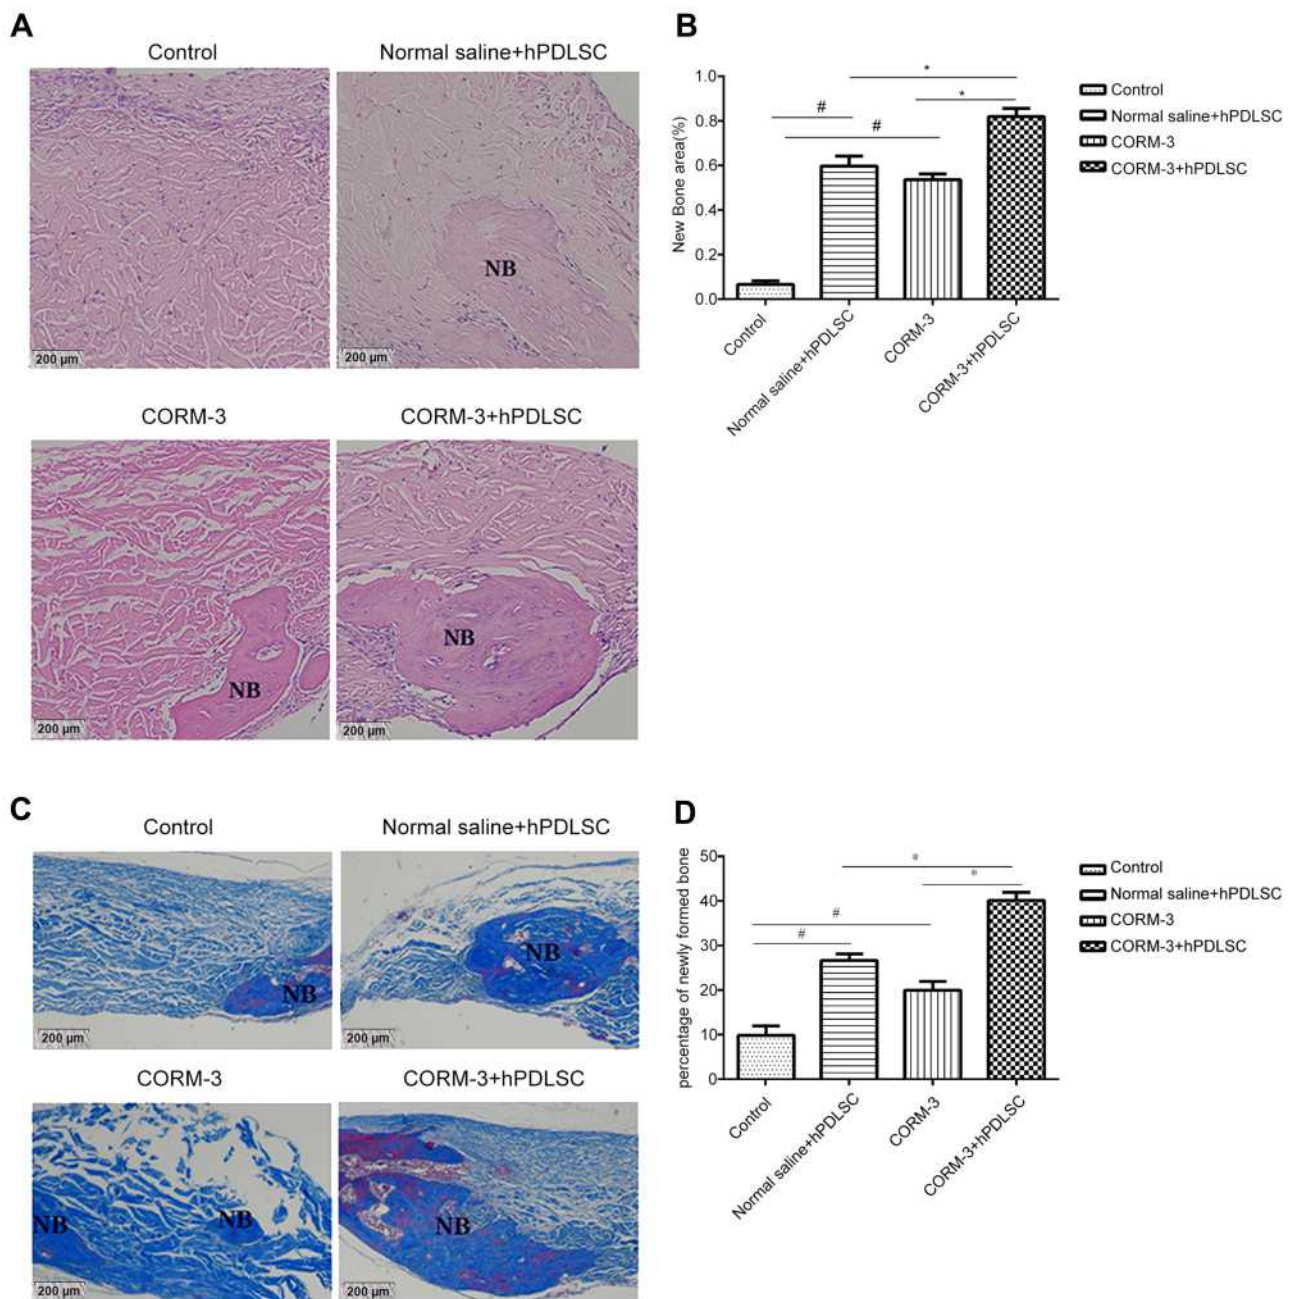 A
Control
Normal saline+hPDLSC
200 µm
NB
200 µm
CORM-3
CORM-3+hPDLSC
NB
200 µm
NB
200 µm
B
New Bone area(%)
1.0
0.8
0.6
0.4
0.2
0.0
*
*
#
#
Control
Normal saline+hPDLSC
CORM-3
CORM-3+hPDLSC
Control
Normal saline+hPDLSC
CORM-3
CORM-3+hPDLSC
C
Control
Normal saline+hPDLSC
NB
200 µm
NB
200 µm
CORM-3
CORM-3+hPDLSC
NB
NB
200 µm
NB
200 µm
D
percentage of newly formed bone
50
40
30
20
10
0
*
*
#
#
Control
Normal saline+hPDLSC
CORM-3
CORM-3+hPDLSC
Control
Normal saline+hPDLSC
CORM-3
CORM-3+hPDLSC